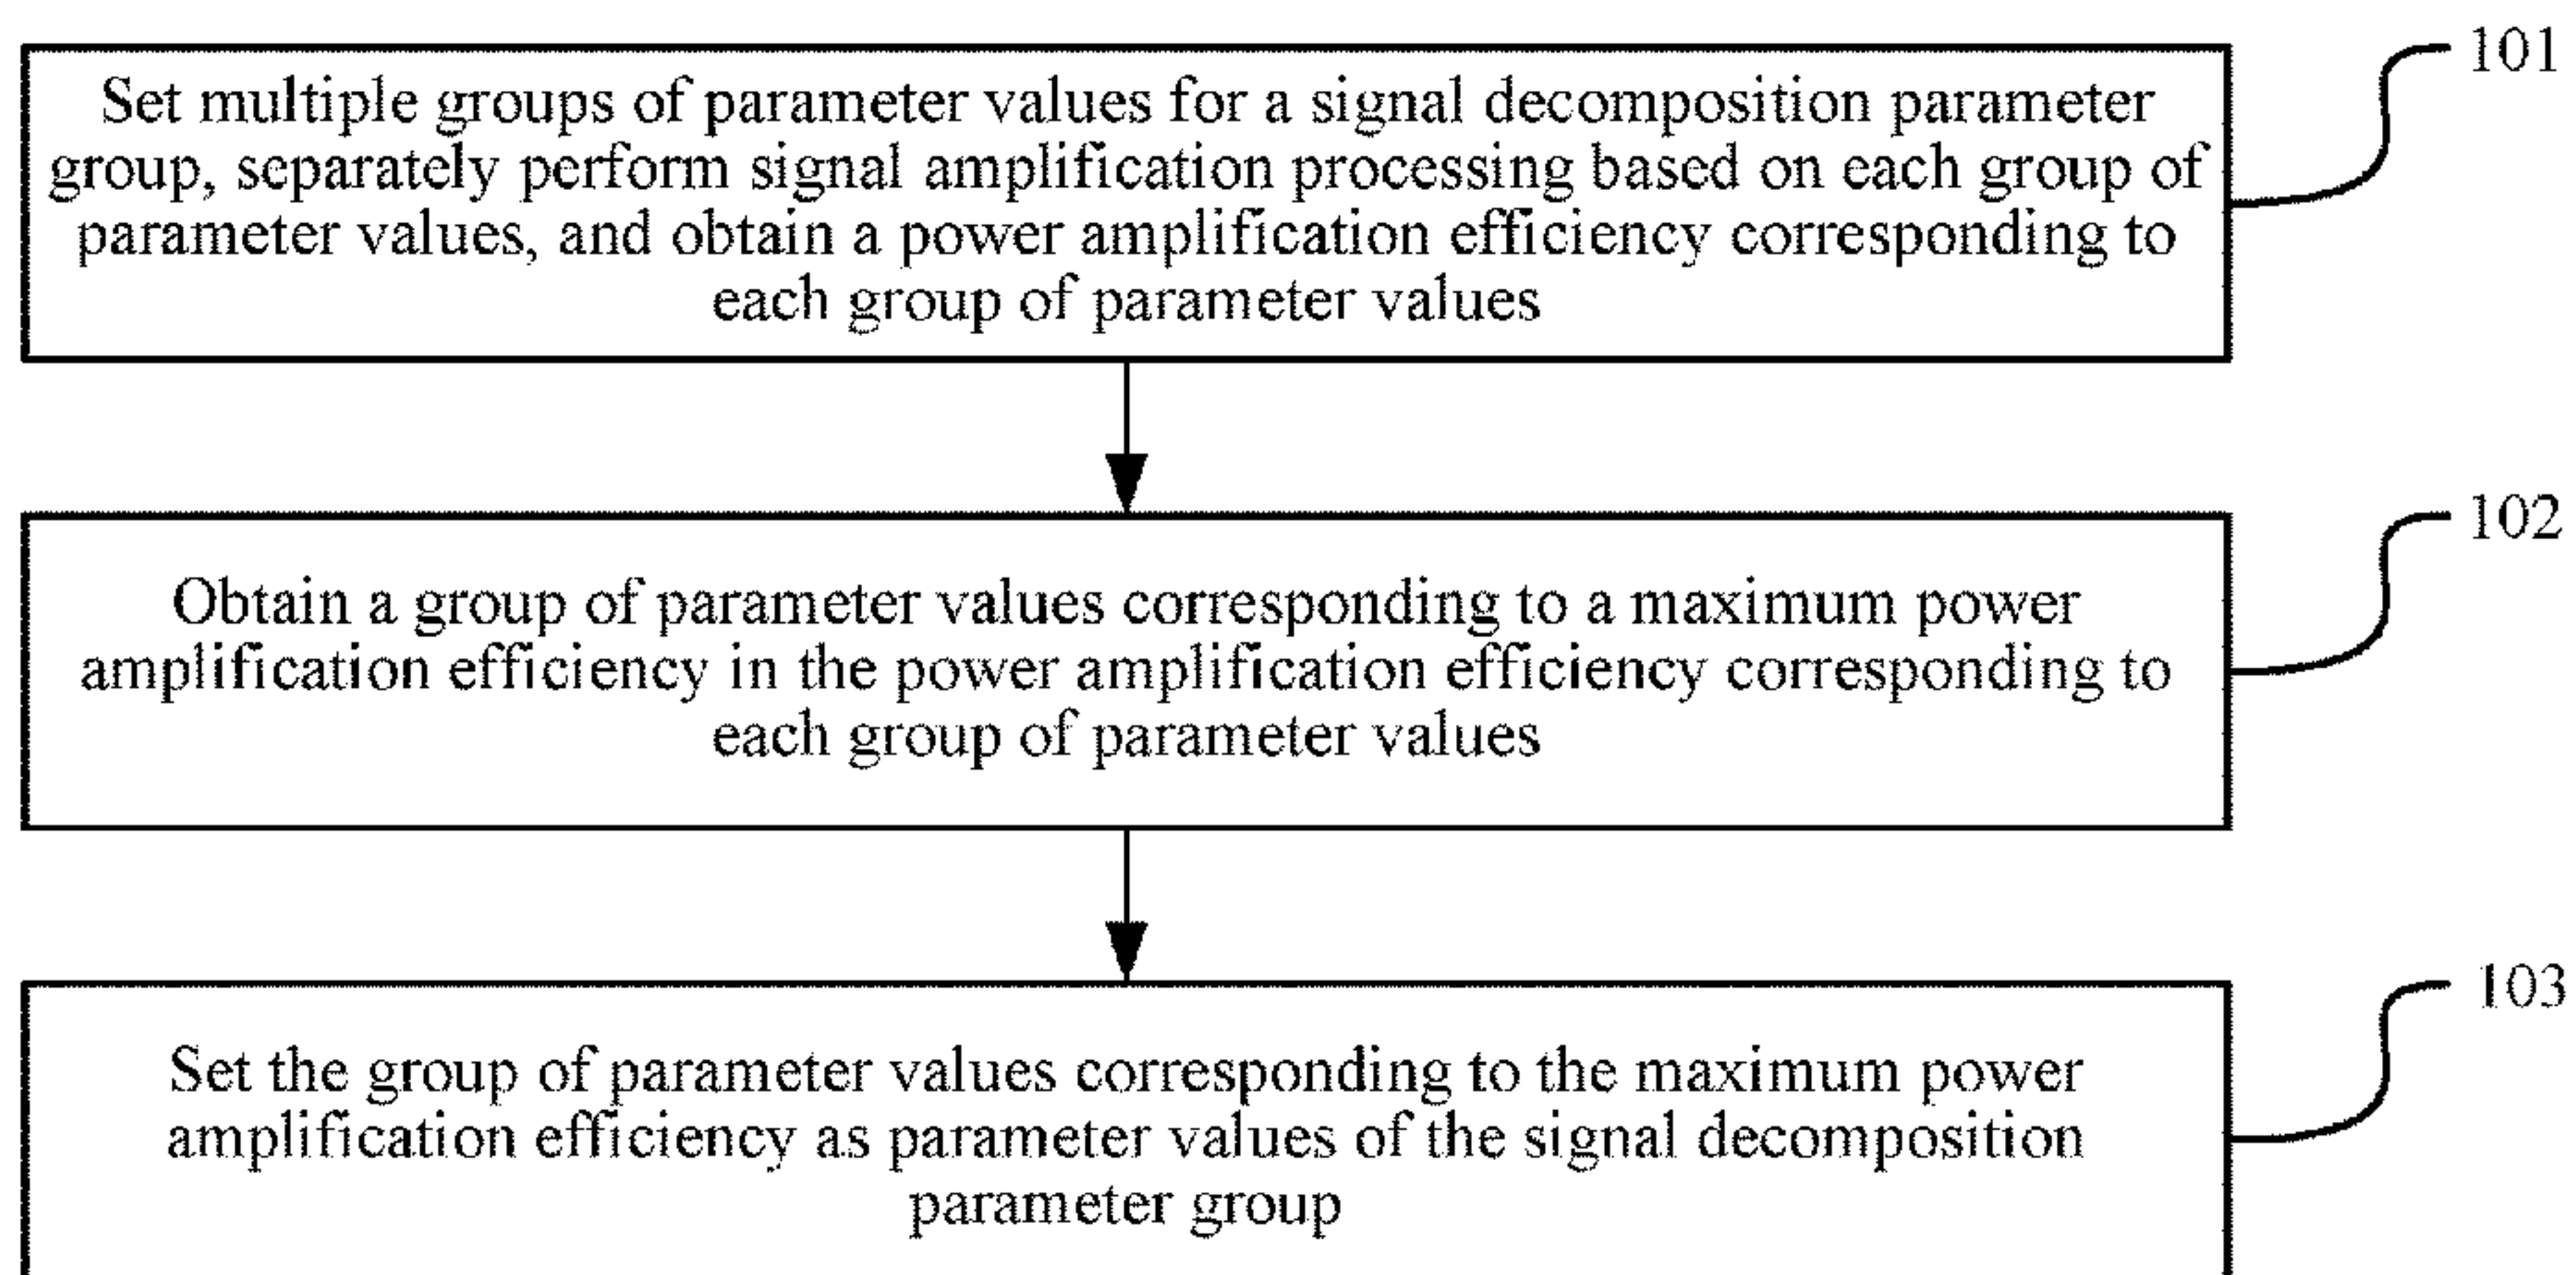 101
Set multiple groups of parameter values for a signal decomposition parameter
group, separately perform signal amplification processing based on each group of
parameter values, and obtain a power amplification efficiency corresponding to
each group of parameter values
102
Obtain a group of parameter values corresponding to a maximum power
amplification efficiency in the power amplification efficiency corresponding to
each group of parameter values
103
Set the group of parameter values corresponding to the maximum power
amplification efficiency as parameter values of the signal decomposition
parameter group